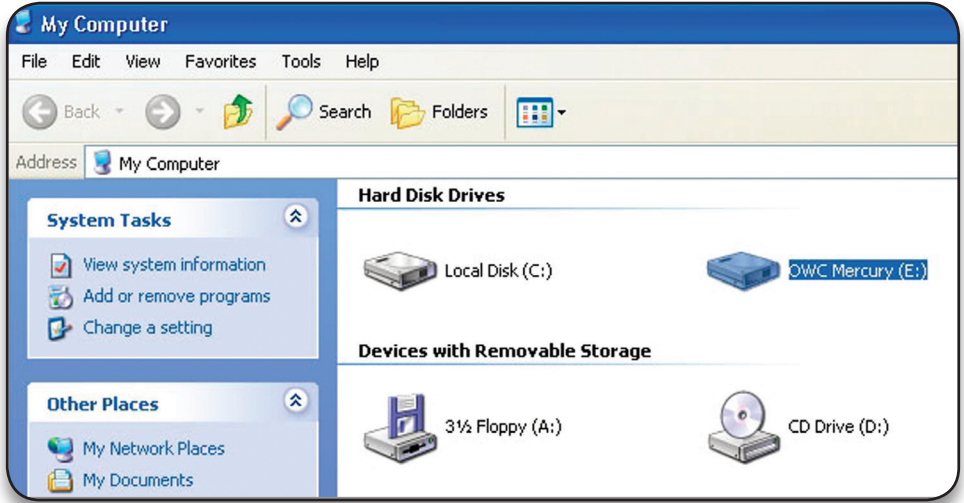 My Computer
File Edit View Favorites Tools Help
Back Search Folders
Address My Computer
System Tasks
View system information
Add or remove programs
Change a setting
Other Places
My Network Places
My Documents
Hard Disk Drives
Local Disk (C:) OWC Mercury (E:)
Devices with Removable Storage
3½ Floppy (A:) CD Drive (D:)